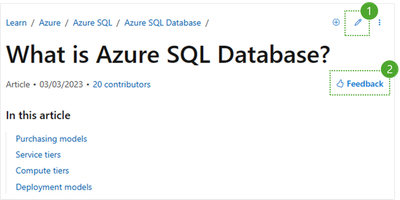 Learn / Azure / Azure SQL / Azure SQL Database /
1
What is Azure SQL Database?
Article • 03/03/2023 • 20 contributors
2
Feedback
In this article
Purchasing models
Service tiers
Compute tiers
Deployment models